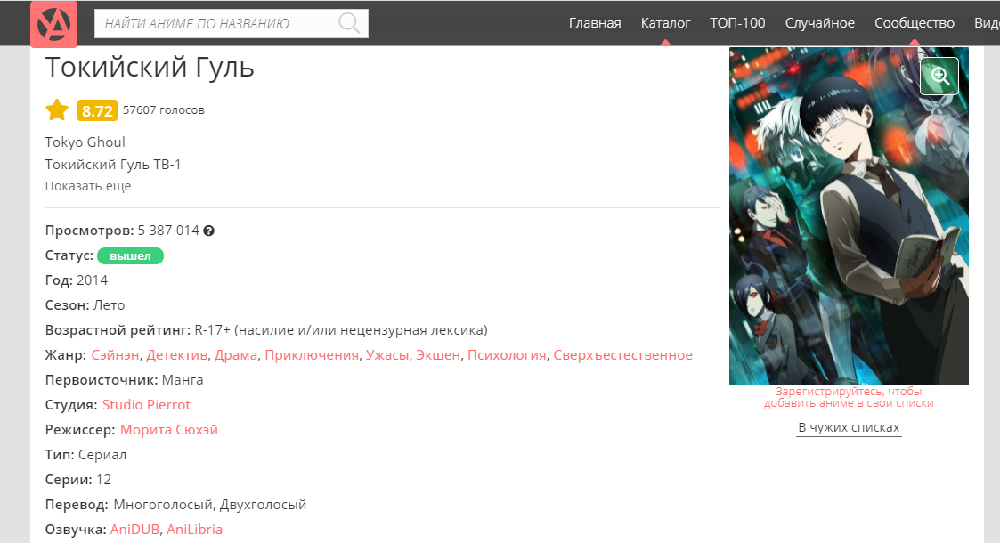 НАЙТИ АНИМЕ ПО НАЗВАНИЮ
Главная Каталог ТОП-100 Случайное Сообщество
Токийский Гуль
8.72 57607 голосов
Tokyo Ghoul
Токийский Гуль ТВ-1
Показать ещё
Просмотров: 5 387 014
Статус: вышел
Год: 2014
Сезон: Лето
Возрастной рейтинг: R-17+ (насилие и/или нецензурная лексика)
Жанр: Сэйнэн, Детектив, Драма, Приключения, Ужасы, Экшен, Психология, Сверхъестественное
Первоисточник: Манга
Студия: Studio Pierrot
Режиссер: Морита Сюхэй
Тип: Сериал
Серии: 12
Перевод: Многоголосый, Двухголосый
Озвучка: AniDUB, AniLibria
Зарегистрируйтесь, чтобы
добавить аниме в свои списки
В чужих списках